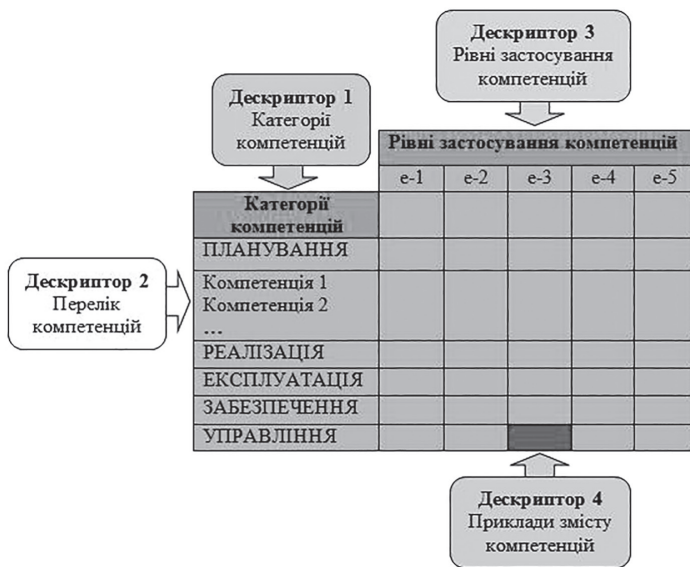 Дескриптор 3
Рівні застосування
компетенцій
Дескриптор 1
Категорії
компетенцій
Рівні застосування компетенцій
е-1 е-2 е-3 е-4 е-5
Категорії
компетенцій
ПЛАНУВАННЯ
Дескриптор 2
Перелік
компетенцій
Компетенція 1
Компетенція 2
…
РЕАЛІЗАЦІЯ
ЕКСПЛУАТАЦІЯ
ЗАБЕЗПЕЧЕННЯ
УПРАВЛІННЯ
Дескриптор 4
Приклади змісту
компетенцій